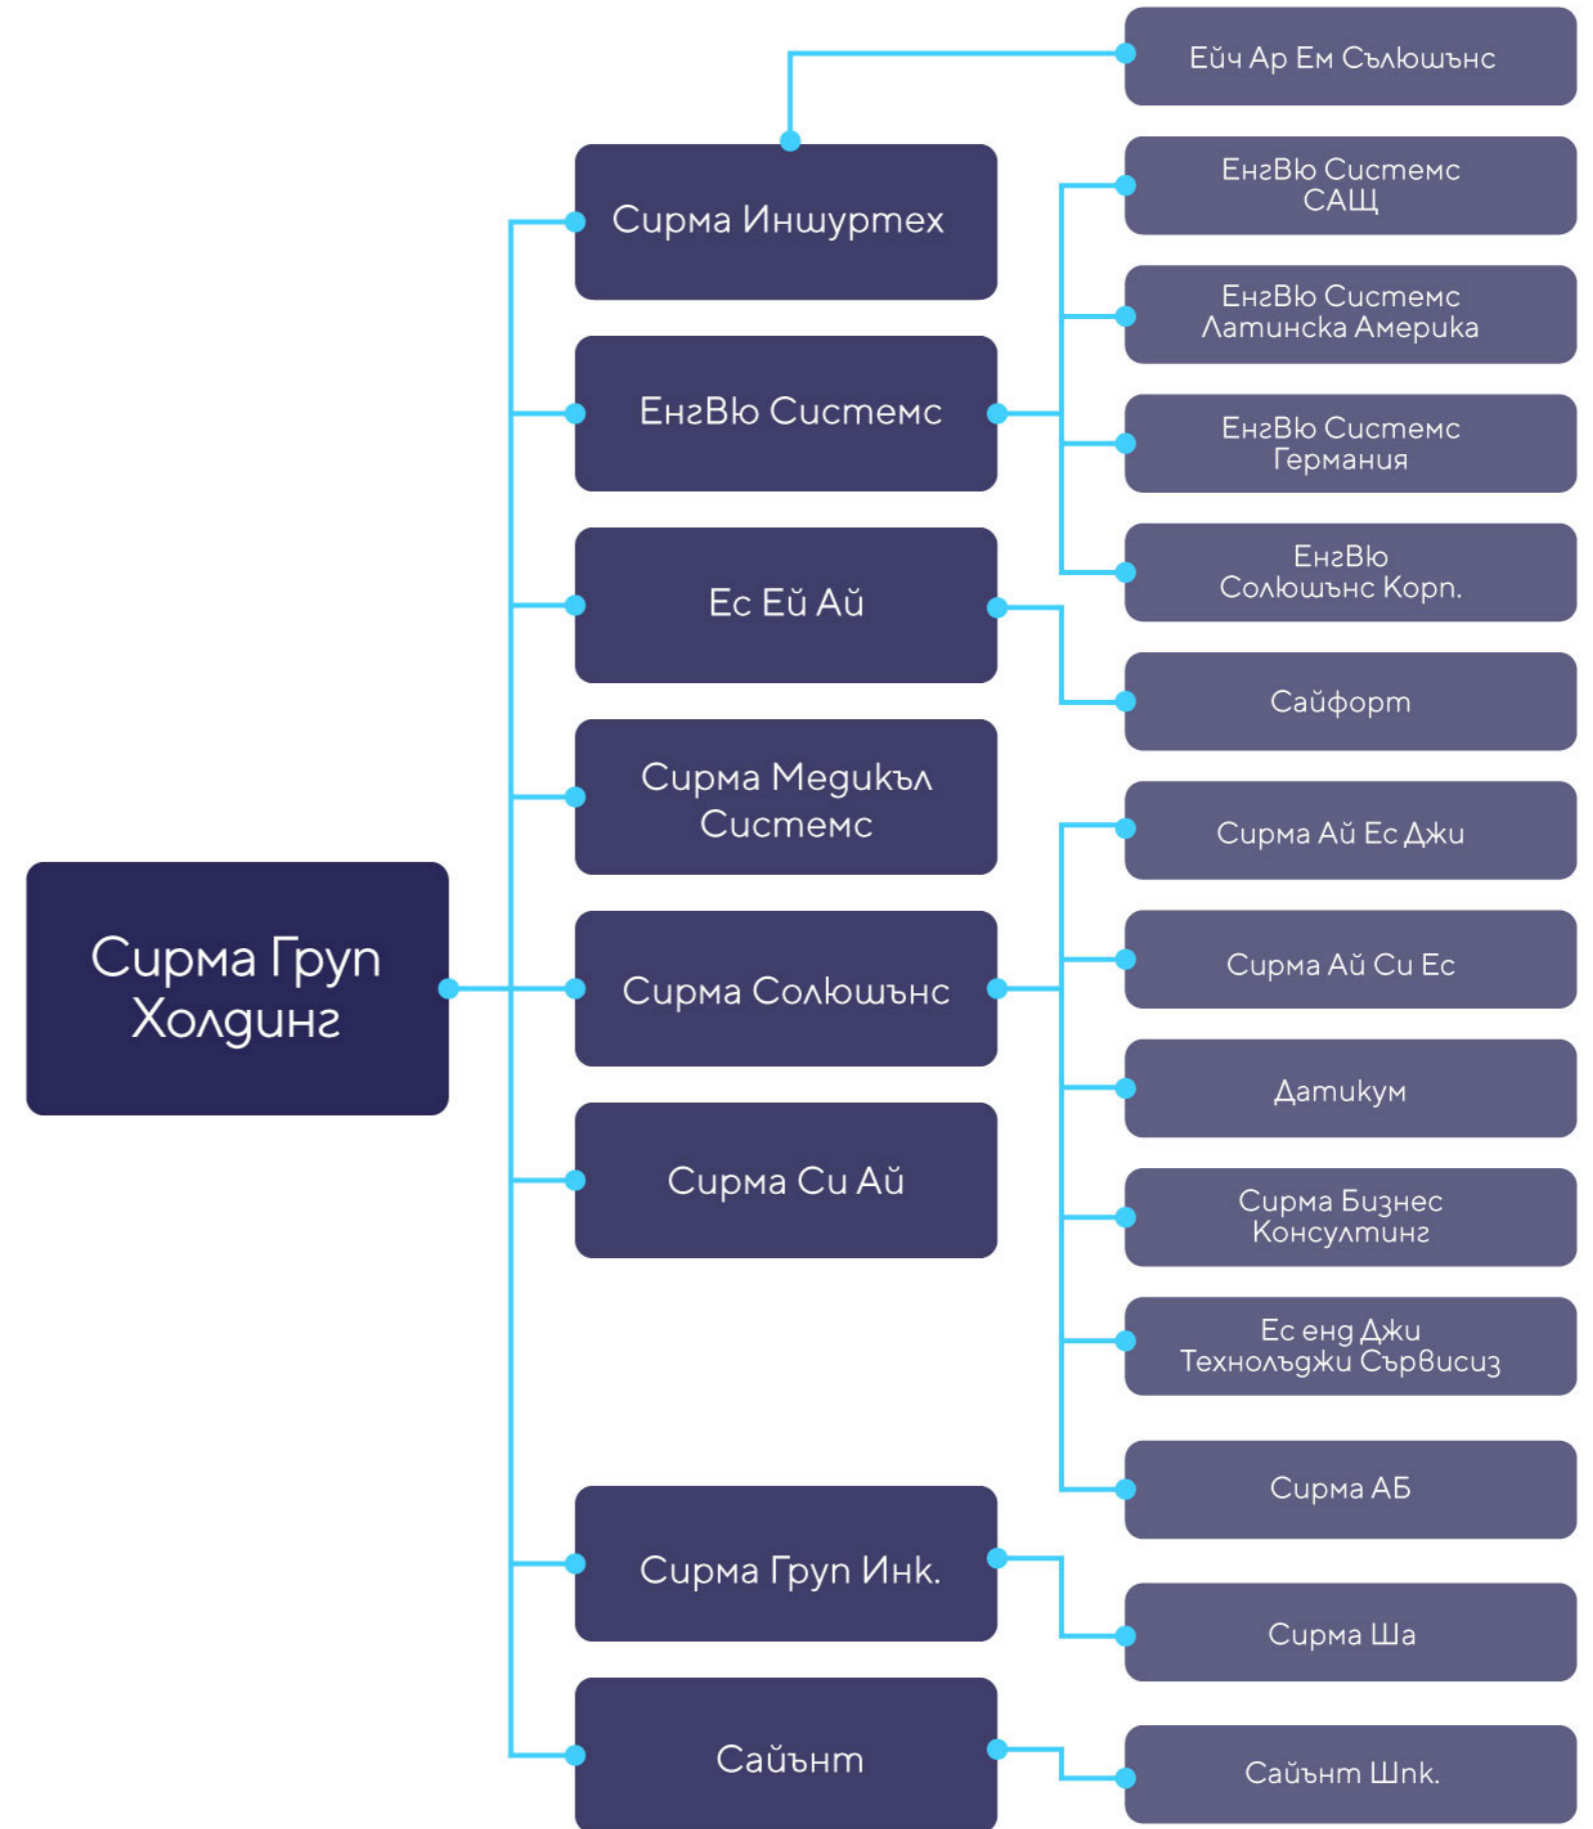 Сирма Груп
Холдинг
Сирма Иншуртех
ЕнгВю Системс
Ес Ей Ай
Сирма Медикъл
Системс
Сирма Солюшънс
Сирма Си Ай
Сирма Груп Инк.
Сайънт
Ейч Ар Ем Сълюшънс
ЕнгВю Системс
САЩ
ЕнгВю Системс
Латинска Америка
ЕнгВю Системс
Германия
ЕнгВю
Солюшънс Корп.
Сайфорт
Сирма Ай Ес Джи
Сирма Ай Си Ес
Датикум
Сирма Бизнес
Консултинг
Ес енд Джи
Технолъджи Сървисиз
Сирма АБ
Сирма Ша
Сайънт Шпк.